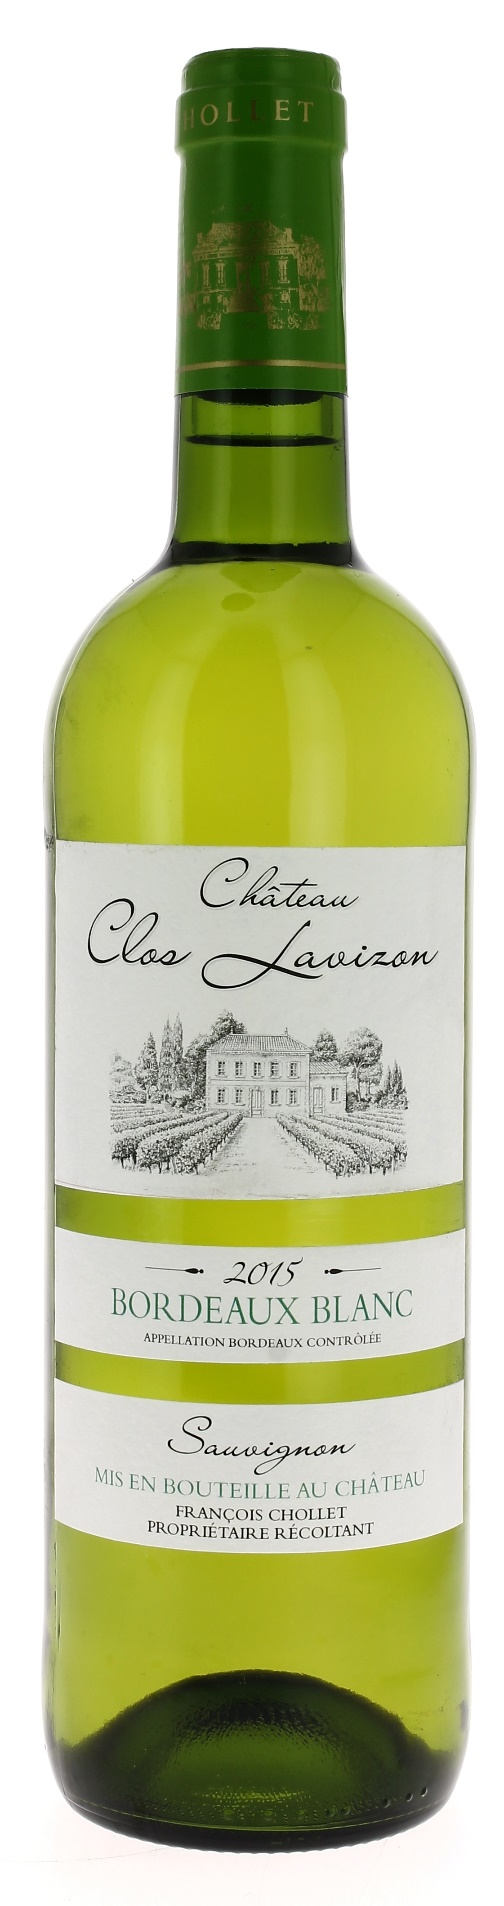 HOLLET
Château
Clos Lavizon
2015
BORDEAUX BLANC
APPELLATION BORDEAUX CONTRÔLÉE
Sauvignon
MIS EN BOUTEILLE AU CHÂTEAU
FRANÇOIS CHOLLET
PROPRIÉTAIRE RÉCOLTANT